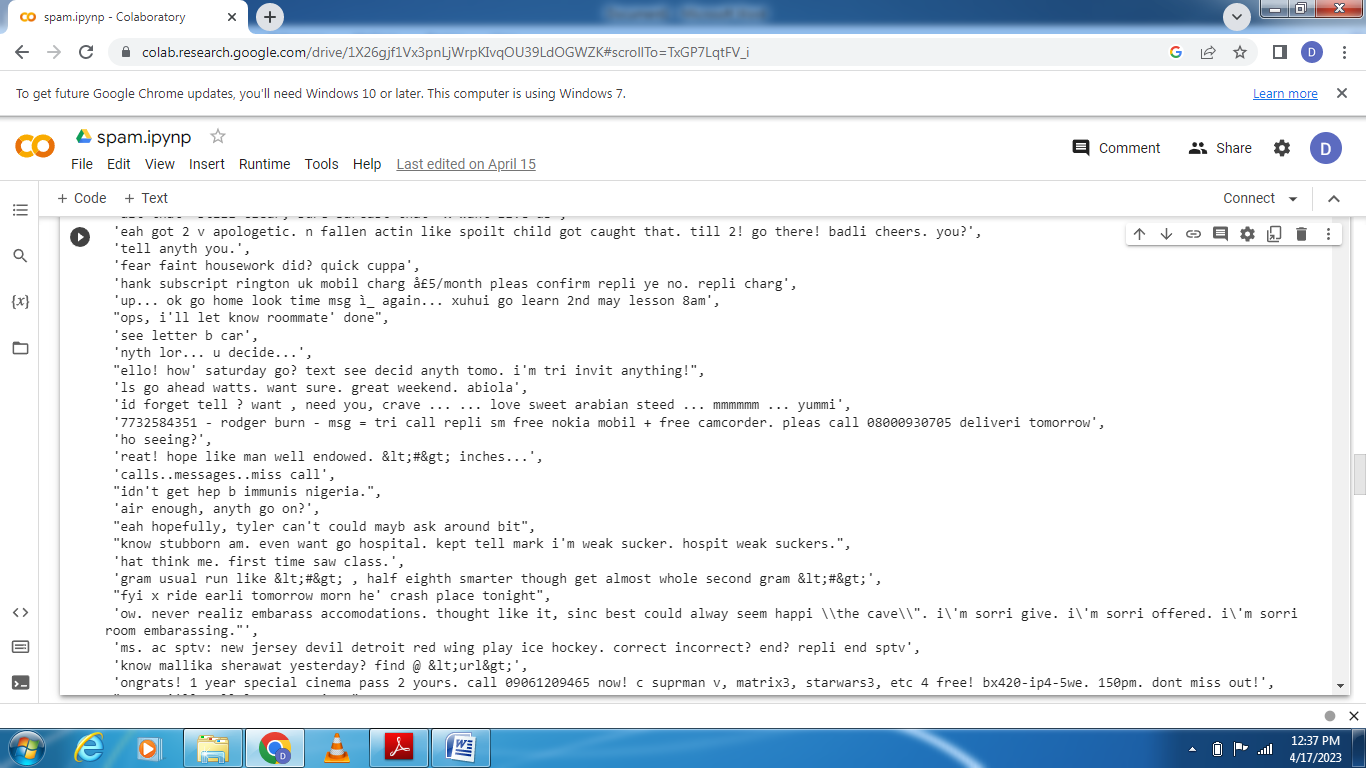 spam.ipynp - Colaboratory
colab.research.google.com/drive/1X26gjf1Vx3pnLjWrpKIvqOU39LdOGWZK#scrollTo=TxGP7LqtFV_i
D
To get future Google Chrome updates, you'll need Windows 10 or later. This computer is using Windows 7.
Learn more
spam.ipynp
File Edit View Insert Runtime Tools Help Last edited on April 15
Comment Share D
+ Code + Text
Connect
'eah got 2 v apologetic. n fallen actin like spoilt child got caught that. till 2! go there! badli cheers. you?',
'tell anyth you.',
'fear faint housework did? quick cuppa',
'hank subscript rington uk mobil charg å£5/month pleas confirm repli ye no. repli charg',
'up... ok go home look time msg ì_ again... xuhui go learn 2nd may lesson 8am',
"ops, i'll let know roommate' done",
'see letter b car',
'nyth lor... u decide...',
"ello! how' saturday go? text see decid anyth tomo. i'm tri invit anything!",
'ls go ahead watts. want sure. great weekend. abiola',
'id forget tell ? want , need you, crave ... ... love sweet arabian steed ... mmmmmm ... yummi',
'7732584351 - rodger burn - msg = tri call repli sm free nokia mobil + free camcorder. pleas call 08000930705 deliveri tomorrow',
'ho seeing?',
'reat! hope like man well endowed. &lt;#&gt; inches...',
'calls..messages..miss call',
"idn't get hep b immunis nigeria.",
'air enough, anyth go on?',
"eah hopefully, tyler can't could mayb ask around bit",
"know stubborn am. even want go hospital. kept tell mark i'm weak sucker. hospit weak suckers.",
'hat think me. first time saw class.',
'gram usual run like &lt;#&gt; , half eighth smarter though get almost whole second gram &lt;#&gt;',
"fyi x ride earli tomorrow morn he' crash place tonight",
'ow. never realiz embarass accomodations. thought like it, sinc best could alway seem happi \\the cave\\". i\'m sorri give. i\'m sorri offered. i\'m sorri
room embarassing."',
'ms. ac sptv: new jersey devil detroit red wing play ice hockey. correct incorrect? end? repli end sptv',
'know mallika sherawat yesterday? find @ &lt;url&gt;',
'ongrats! 1 year special cinema pass 2 yours. call 09061209465 now! c suprman v, matrix3, starwars3, etc 4 free! bx420-ip4-5we. 150pm. dont miss out!',
12:37 PM
4/17/2023